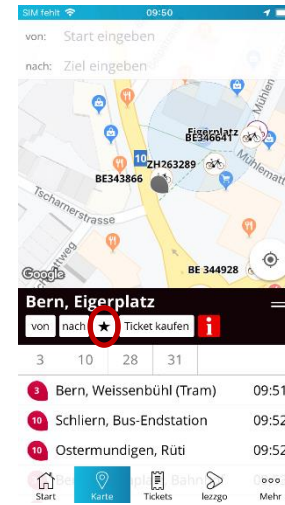 SIM fehlt 09:50
von: Start eingeben
nach: Ziel eingeben
Mühlen
Eigerplatz
BE346641
10
ZH263289
BE343866
Mühlematt
Tscharnerstrasse
BE 344928
Google
Bern, Eigerplatz
von nach ★ Ticket kaufen i
3 10 28 31
3 Bern, Weissenbühl (Tram) 09:51
10 Schliern, Bus-Endstation 09:52
10 Ostermundigen, Rüti 09:52
Start Karte Tickets lezzgo Mehr